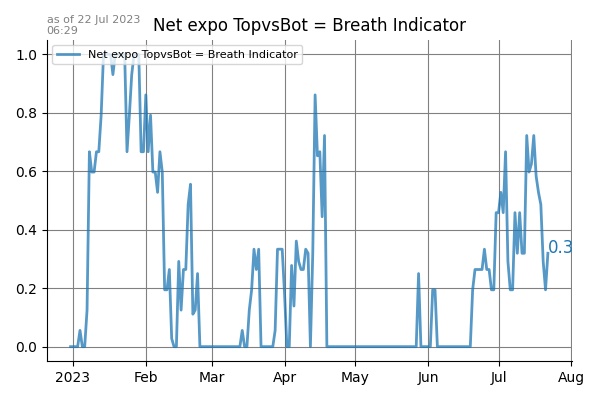 as of 22 Jul 2023
06:29
Net expo TopvsBot = Breath Indicator
Net expo TopvsBot = Breath Indicator
1.0
0.8
0.6
0.4
0.2
0.0
0.3
2023 Feb Mar Apr May Jun Jul Aug